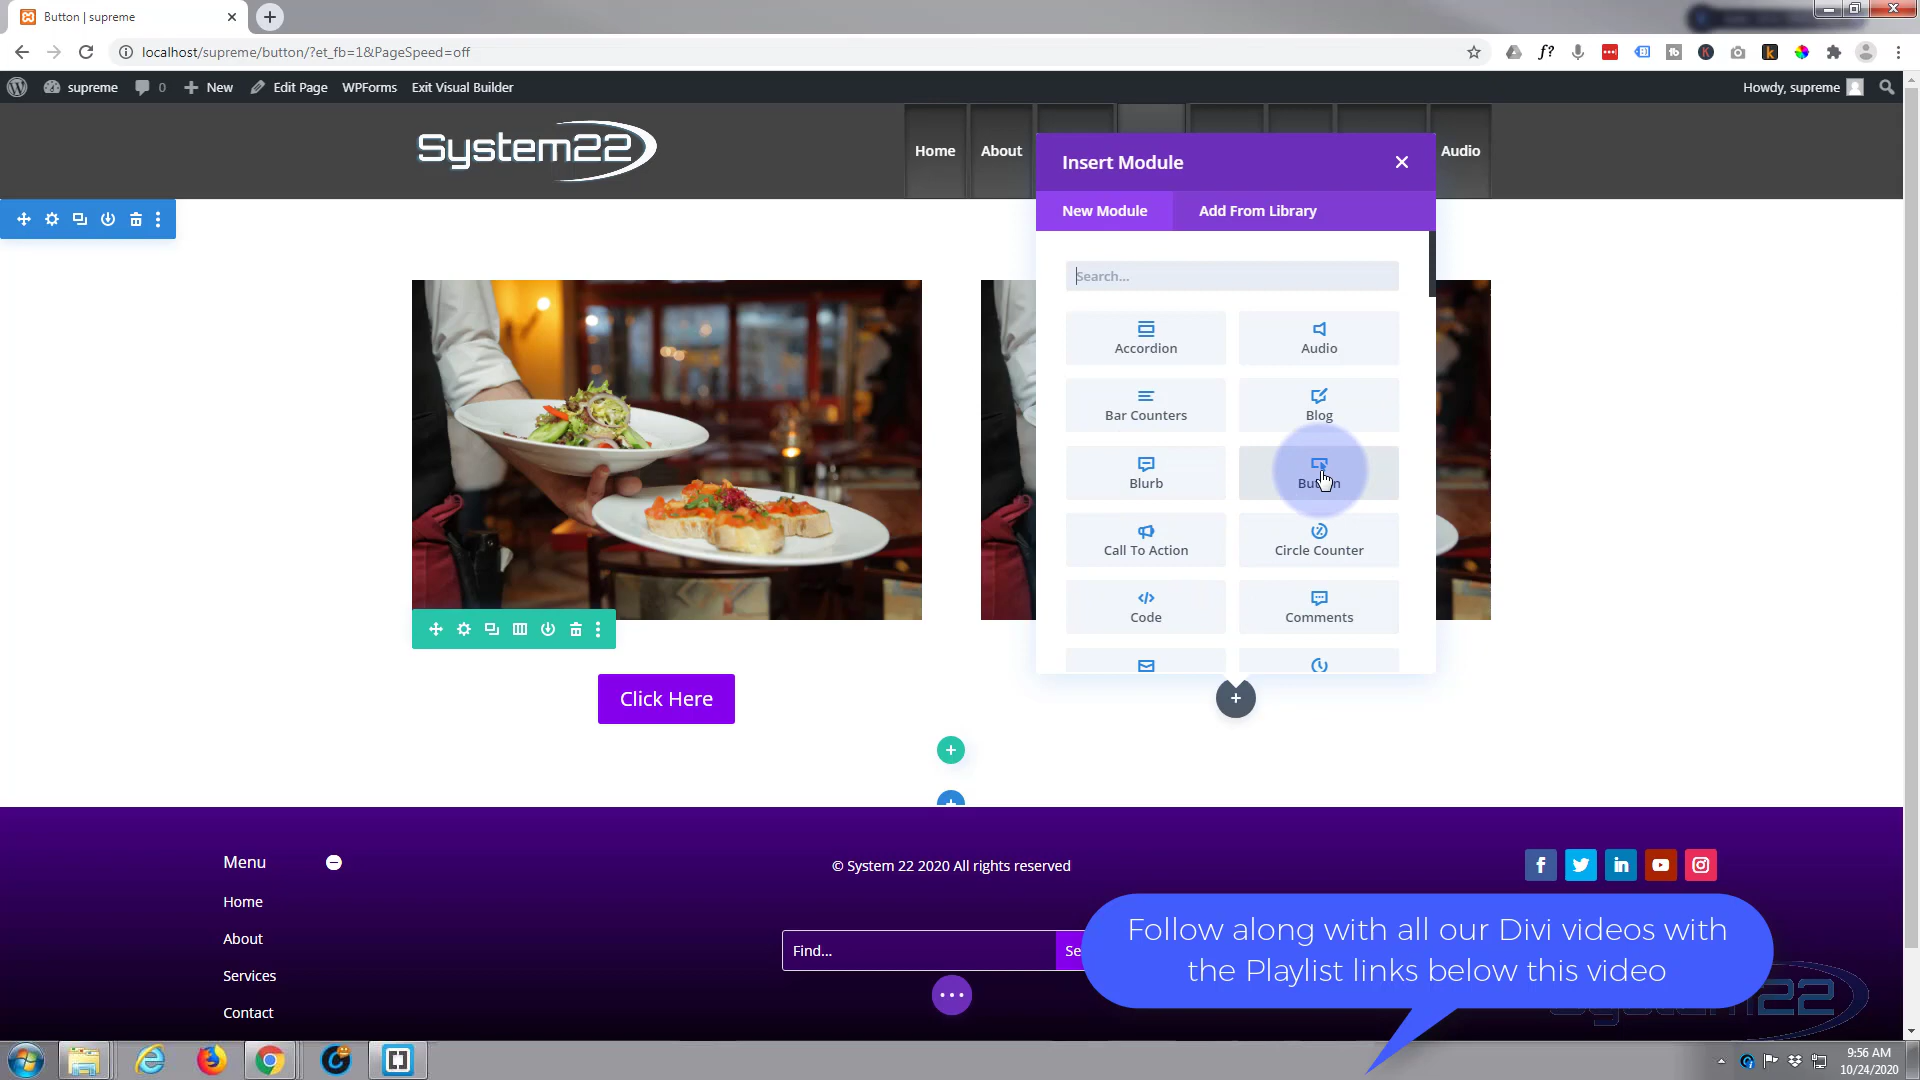 Button | supreme
localhost/supreme/button/?et_fb=1&PageSpeed=off
supreme 0 New Edit Page WPForms Exit Visual Builder Howdy, supreme
System22
Home About Audio
Insert Module
New Module Add From Library
Search...
Accordion Audio
Bar Counters Blog
Blurb Button
Call To Action Circle Counter
Code Comments
Click Here
Menu
© System 22 2020 All rights reserved
Home
About
Services
Contact
Find...
Se
Follow along with all our Divi videos with
the Playlist links below this video
9:56 AM
10/24/2020